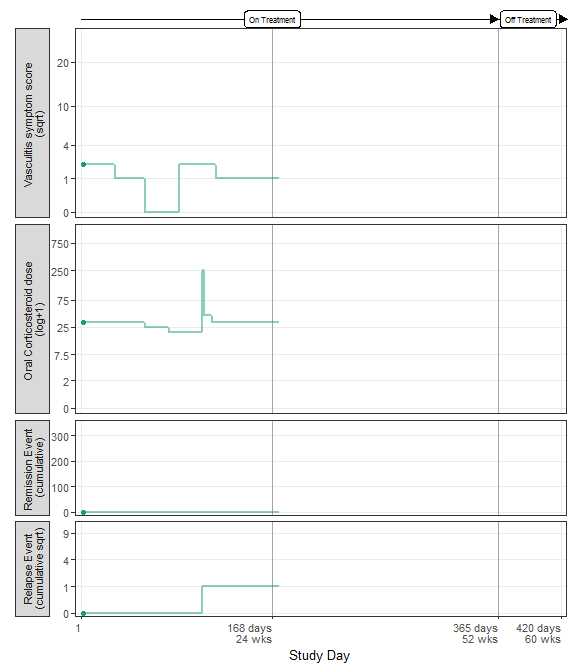 On Treatment
Off Treatment
Vasculitis symptom score
(sqrt)
20
10
4
1
0
Oral Corticosteroid dose
(log+1)
750
250
75
25
7.5
2
0
Remission Event
(cumulative)
300
200
100
0
Relapse Event
(cumulative sqrt)
9
4
1
0
1
168 days
24 wks
365 days
52 wks
420 days
60 wks
Study Day